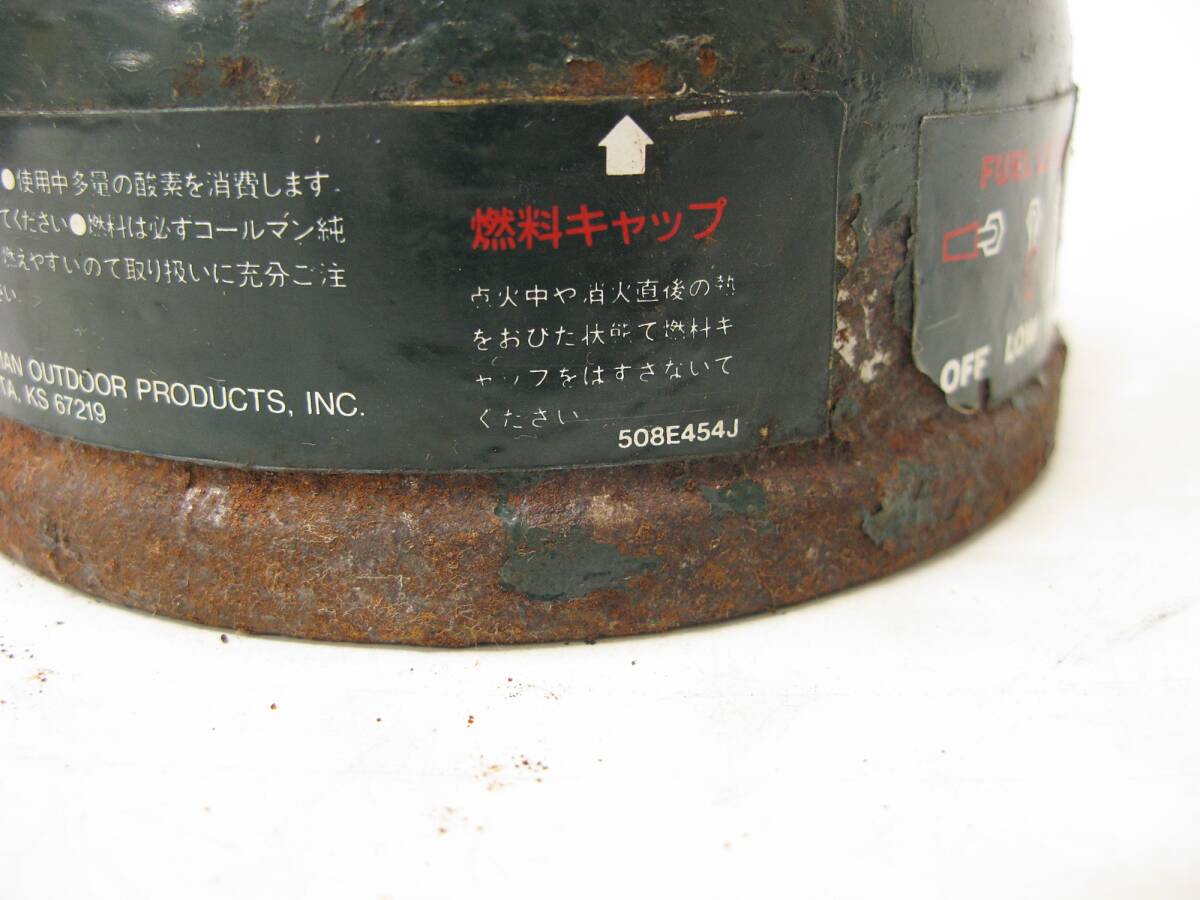 ●使用中多量の酸素を消費します
てください●燃料は必ずコールマン純
燃えやすいので取り扱いに充分ご注
さい
MAN OUTDOOR PRODUCTS, INC.
TA, KS 67219
燃料キャップ
点火中や消火直後の熱
をおびた状態で燃料キ
ャップをはずさないで
ください
508E454J
FUEL
OFF
LOW